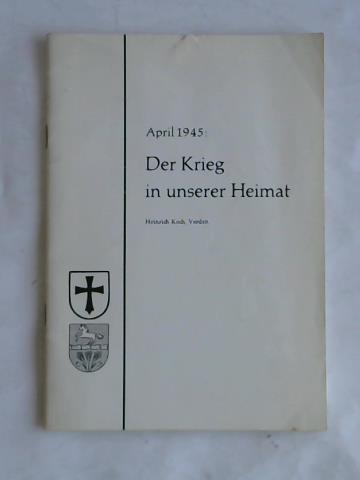 April 1945:
Der Krieg
in unserer Heimat
Heinrich Koch, Verden